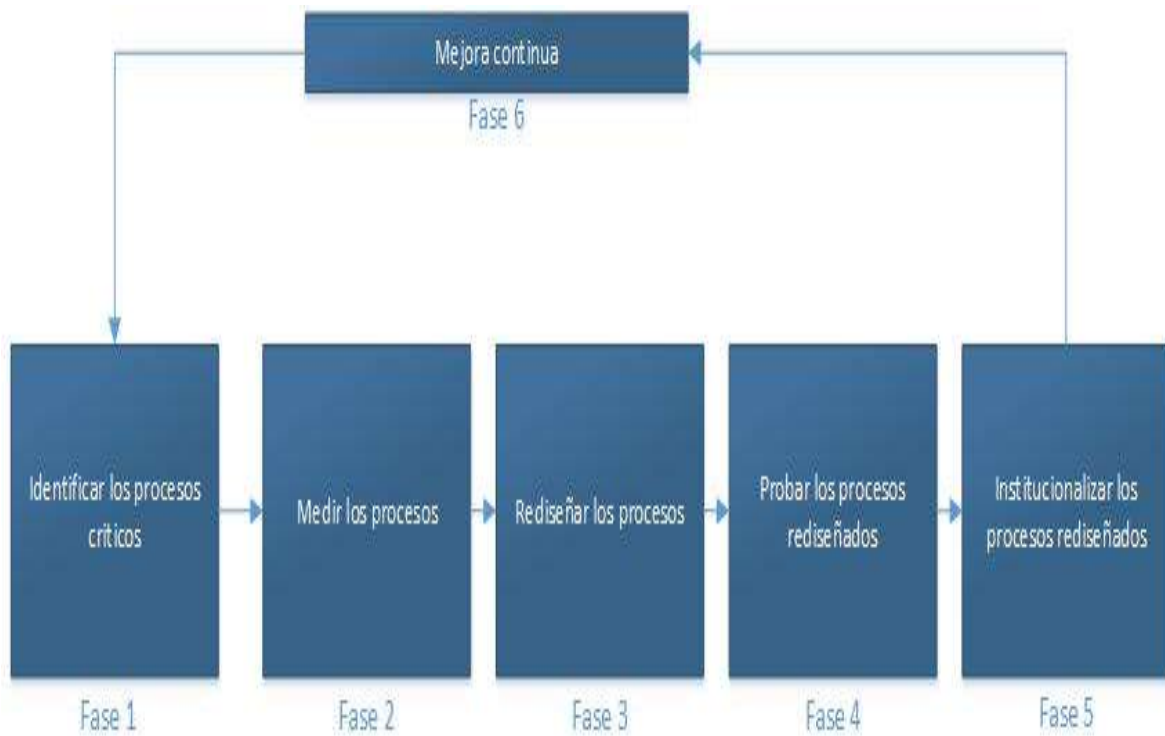 Mejora continua
Fase 6
Identificar los procesos
críticos
Medir los procesos
Rediseñar los procesos
Probar los procesos
rediseñados
Institucionalizar los
procesos rediseñados
Fase 1
Fase 2
Fase 3
Fase 4
Fase 5